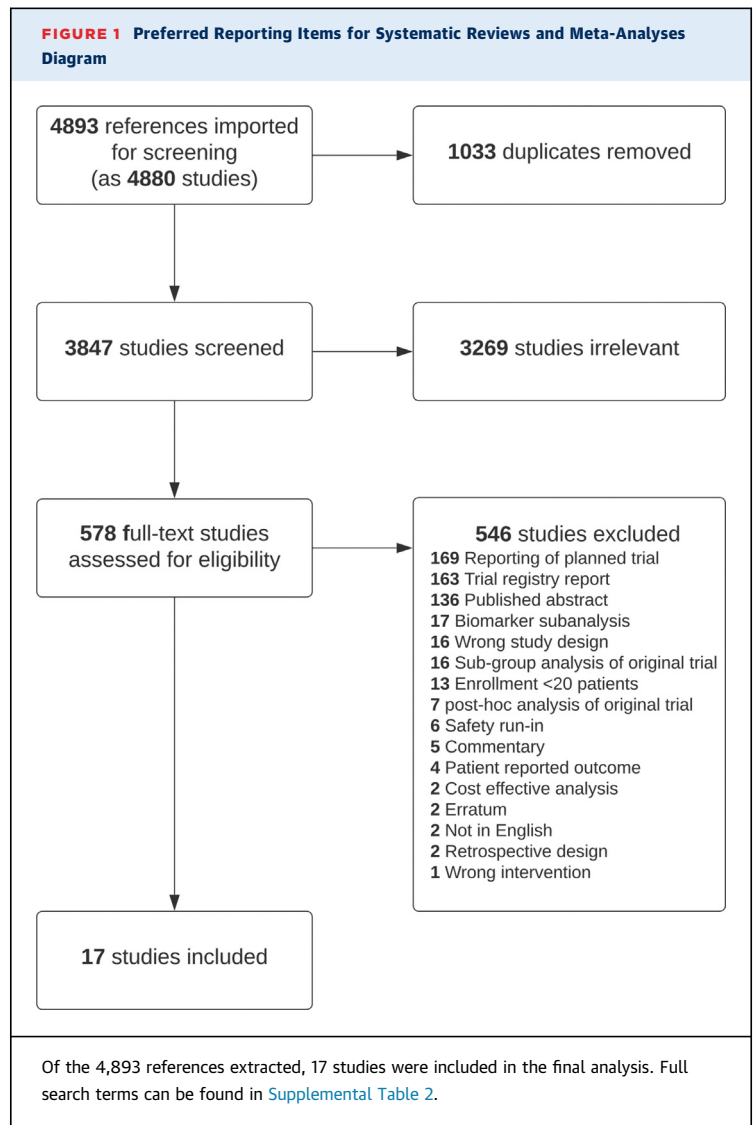 FIGURE 1 Preferred Reporting Items for Systematic Reviews and Meta-Analyses
Diagram
4893 references imported
for screening
(as 4880 studies)
1033 duplicates removed
3847 studies screened
3269 studies irrelevant
578 full-text studies
assessed for eligibility
546 studies excluded
169 Reporting of planned trial
163 Trial registry report
136 Published abstract
17 Biomarker subanalysis
16 Wrong study design
16 Sub-group analysis of original trial
13 Enrollment <20 patients
7 post-hoc analysis of original trial
6 Safety run-in
5 Commentary
4 Patient reported outcome
2 Cost effective analysis
2 Erratum
2 Not in English
2 Retrospective design
1 Wrong intervention
17 studies included
Of the 4,893 references extracted, 17 studies were included in the final analysis. Full
search terms can be found in Supplemental Table 2.